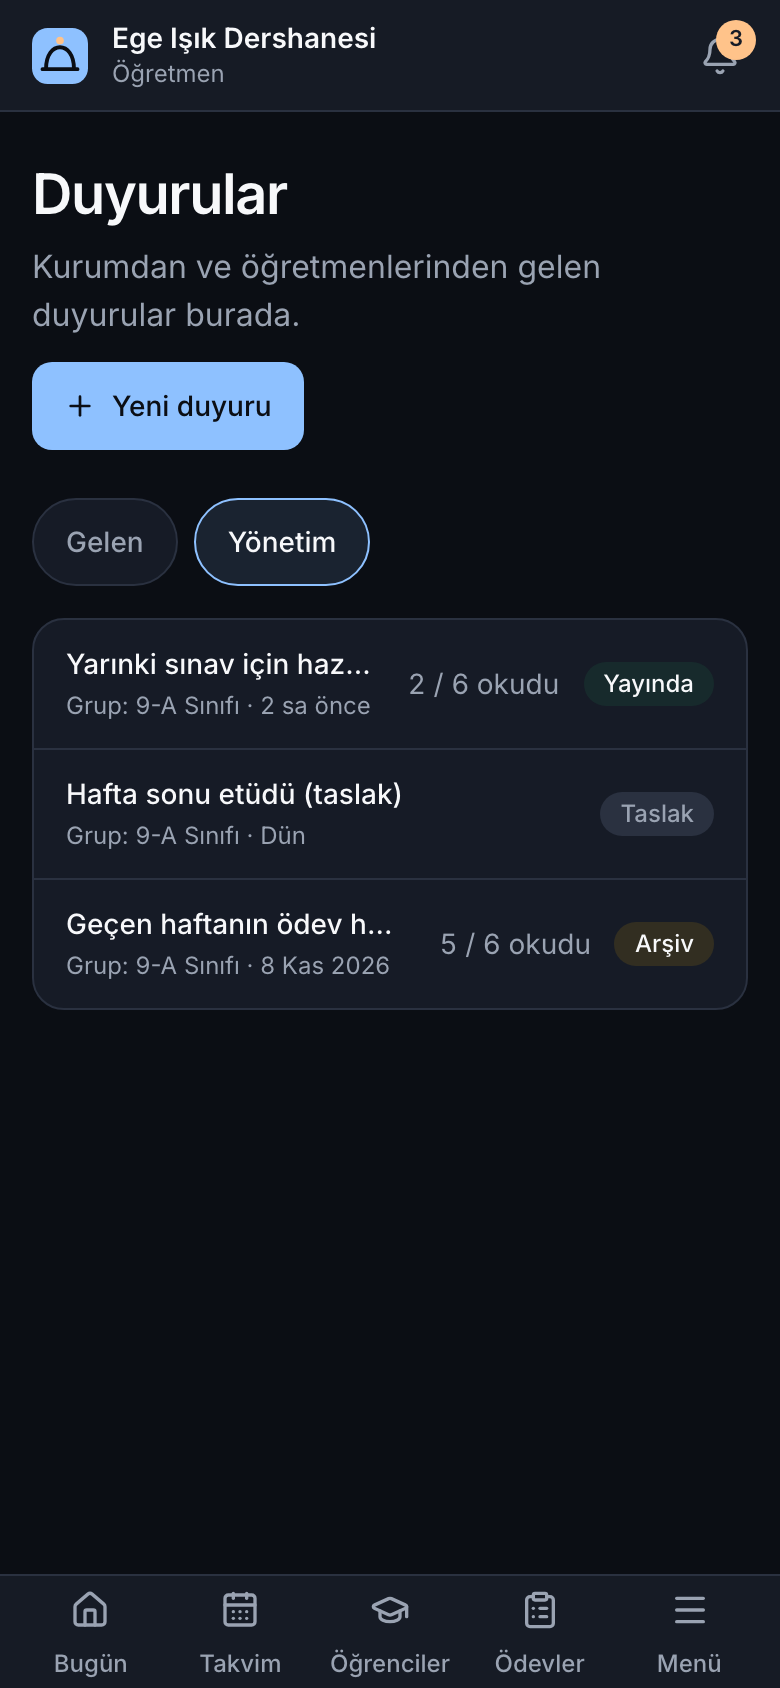 Ege Işık Dershanesi
Öğretmen
3
Duyurular
Kurumdan ve öğretmenlerinden gelen
duyurular burada.
+ Yeni duyuru
Gelen
Yönetim
Yarınki sınav için haz...
2 / 6 okudu
Yayında
Grup: 9-A Sınıfı · 2 sa önce
Hafta sonu etüdü (taslak)
Taslak
Grup: 9-A Sınıfı · Dün
Geçen haftanın ödev h...
5 / 6 okudu
Arşiv
Grup: 9-A Sınıfı · 8 Kas 2026
Bugün
Takvim
Öğrenciler
Ödevler
Menü